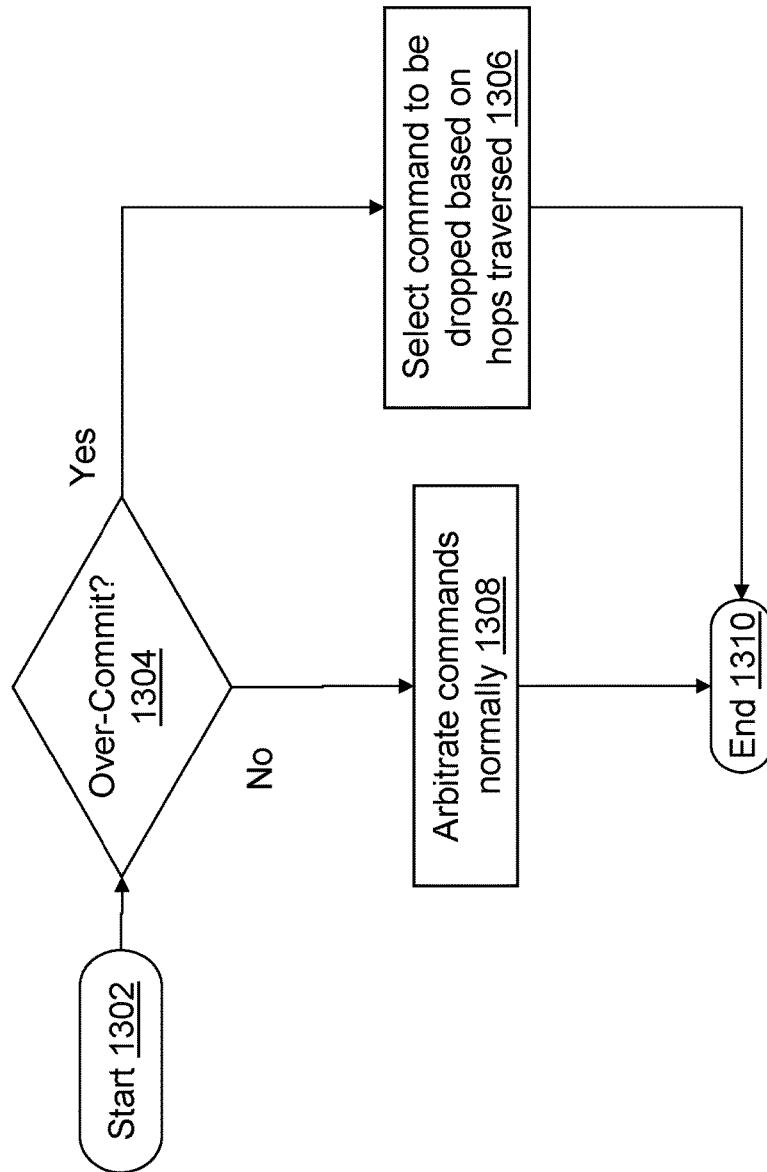 Start 1302
Over-Commit?
1304
Yes
No
Select command to be
dropped based on
hops traversed 1306
Arbitrate commands
normally 1308
End 1310